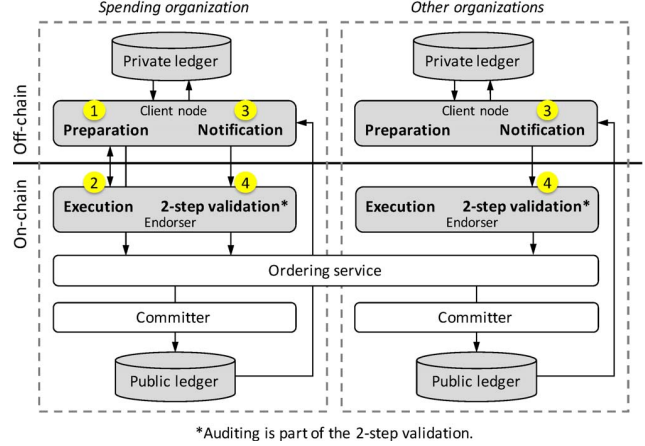 Spending organization
Other organizations
Off-chain
On-chain
Private ledger
Private ledger
1 Client node 3
Preparation Notification
Client node 3
Preparation Notification
2 4
Execution 2-step validation*
Endorser
4
Execution 2-step validation*
Endorser
Ordering service
Committer
Committer
Public ledger
Public ledger
*Auditing is part of the 2-step validation.